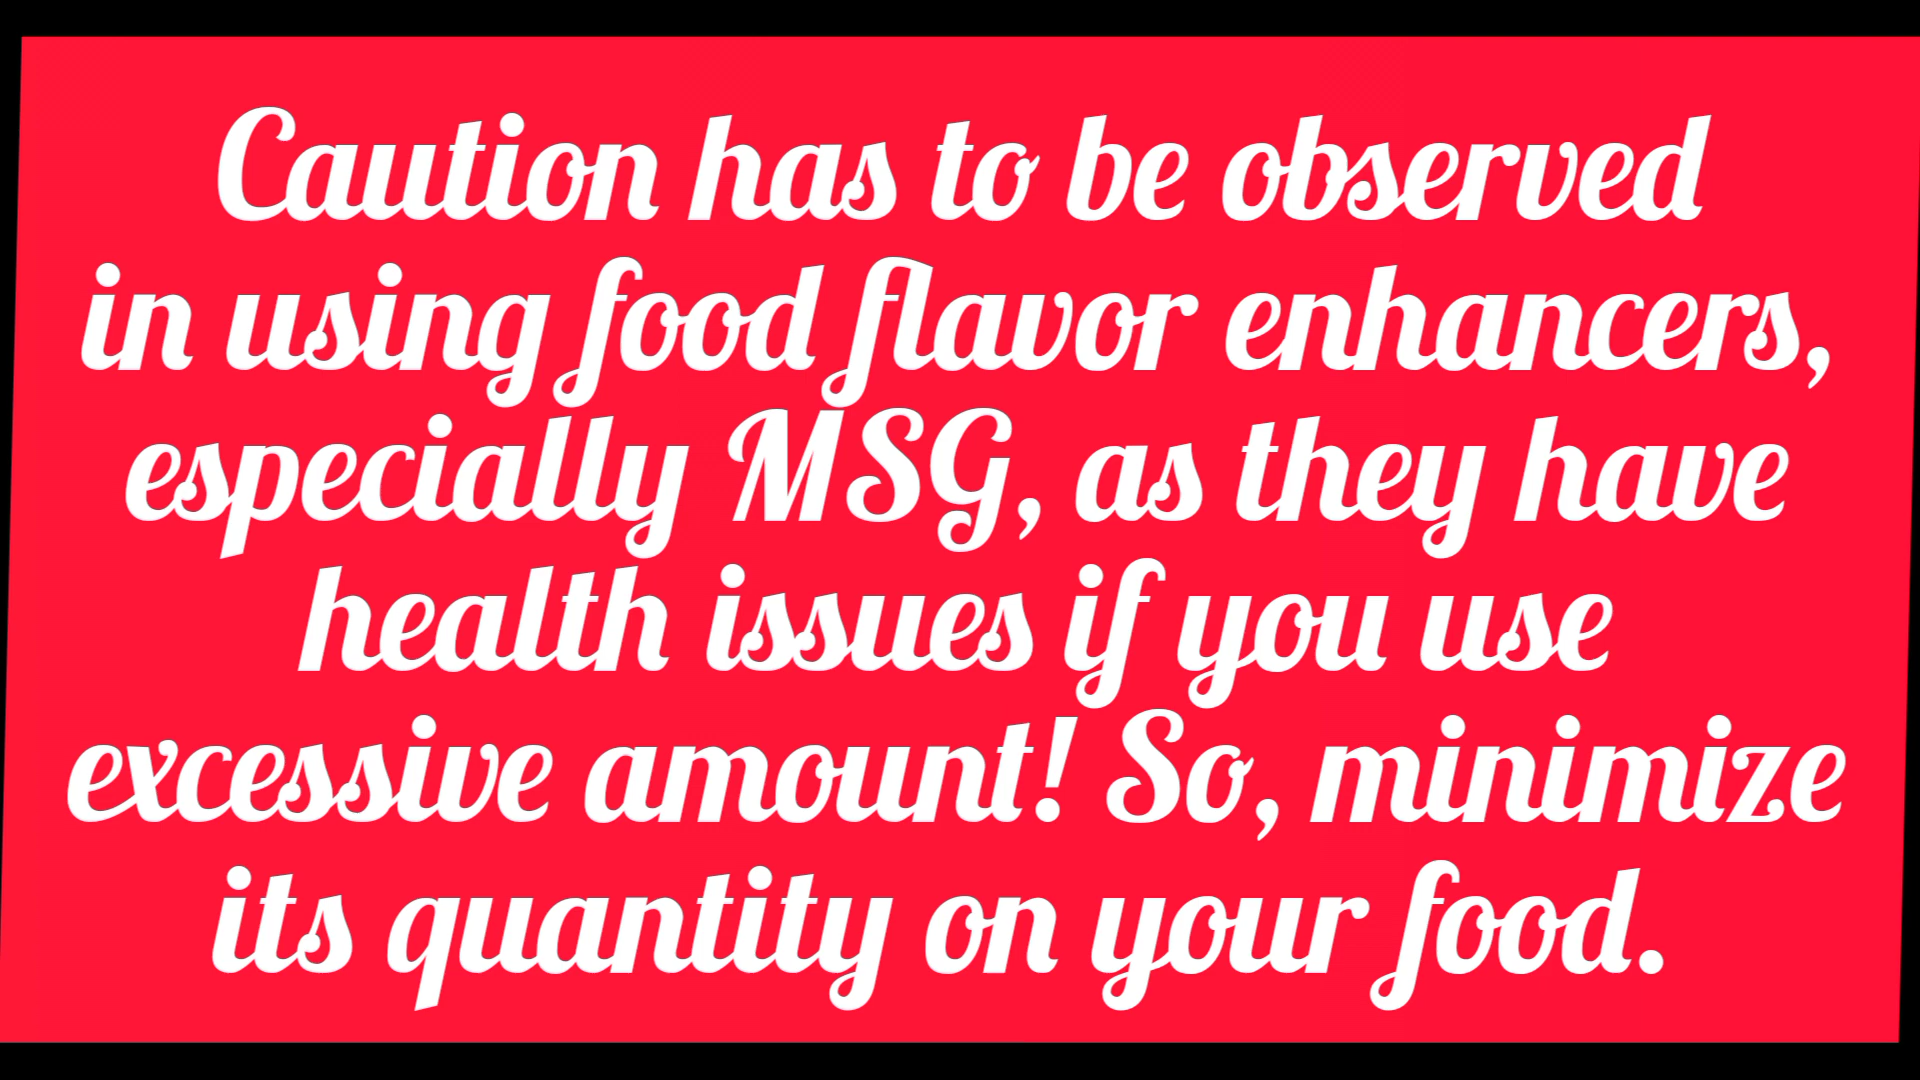 Caution has to be observed
in using food flavor enhancers,
especially MSG, as they have
health issues if you use
excessive amount! So, minimize
its quantity on your food.